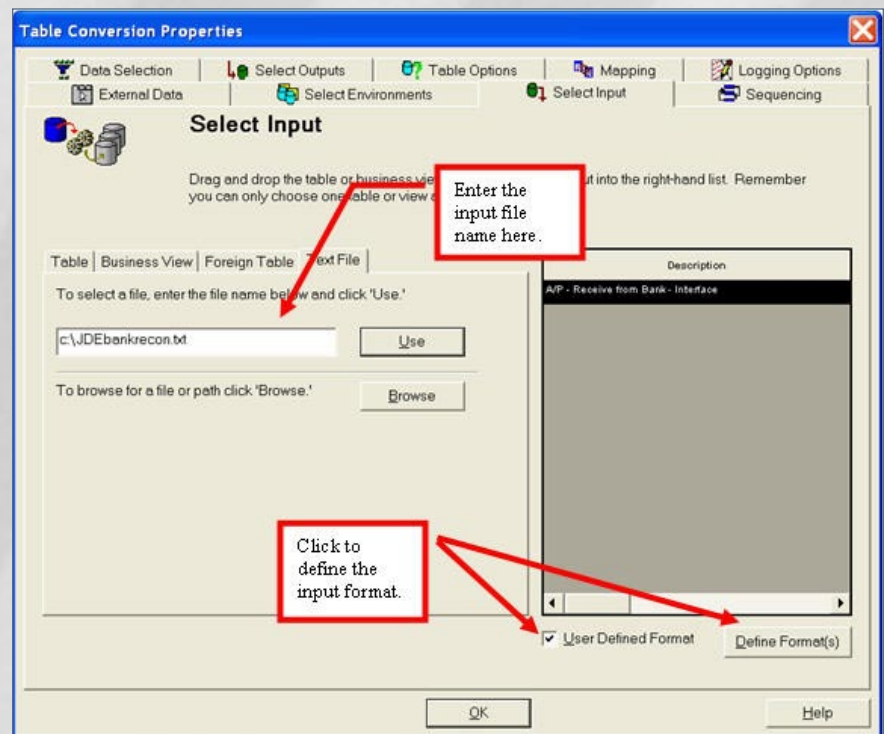 Table Conversion Properties
Data Selection
Select Outputs
Table Options
Mapping
Logging Options
External Data
Select Environments
Select Input
Sequencing
Select Input
Drag and drop the table or business vie
ut into the right-hand list. Remember
you can only choose one table or view a
Enter the
input file
name here.
Table
Business View
Foreign Table
Text File
Description
To select a file, enter the file name below and click 'Use.'
A/P - Receive from Bank - Interface
c:\JDEbankrecon.txt
Use
To browse for a file or path click 'Browse.'
Browse
Click to
define the
input format.
User Defined Format
Define Format(s)
OK
Help